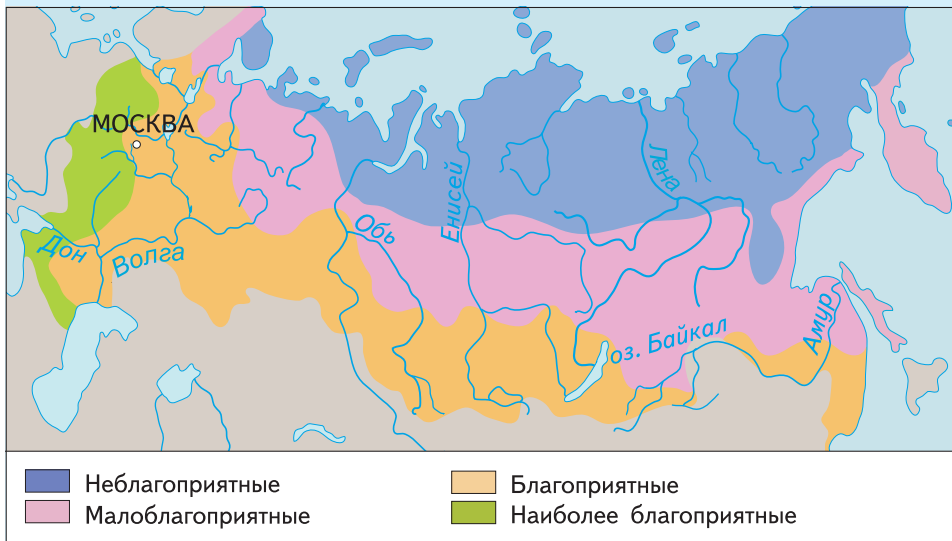 МОСКВА
Дон
Волга
Обь
Енисей
Лена
оз. Байкал
Амур
Неблагоприятные
Малоблагоприятные
Благоприятные
Наиболее благоприятные